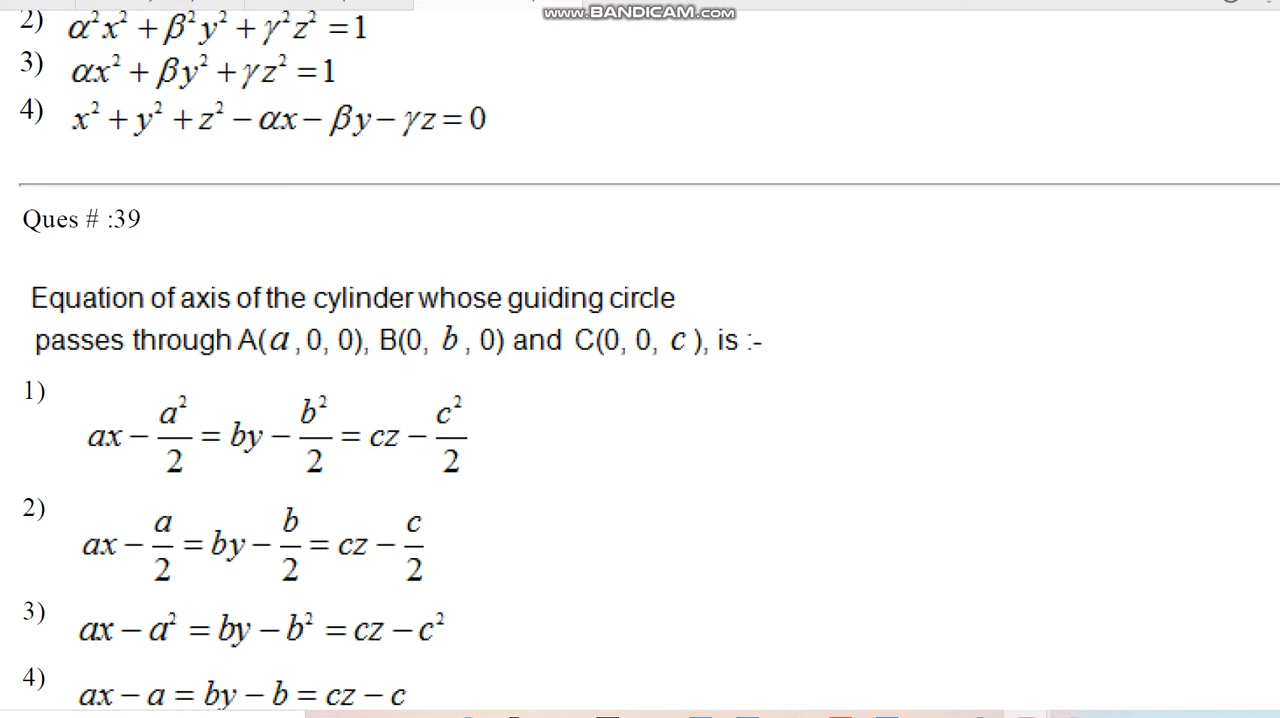 www.BANDICAM.com
2) α²x² + β²y² + γ²z² = 1
3) αx² + βy² + γz² = 1
4) x² + y² + z² − αx − βy − γz = 0
Ques # :39
Equation of axis of the cylinder whose guiding circle
passes through A(a ,0, 0), B(0, b , 0) and C(0, 0, c ), is :-
1) ax − a²/2 = by − b²/2 = cz − c²/2
2) ax − a/2 = by − b/2 = cz − c/2
3) ax − a² = by − b² = cz − c²
4) ax − a = by − b = cz − c